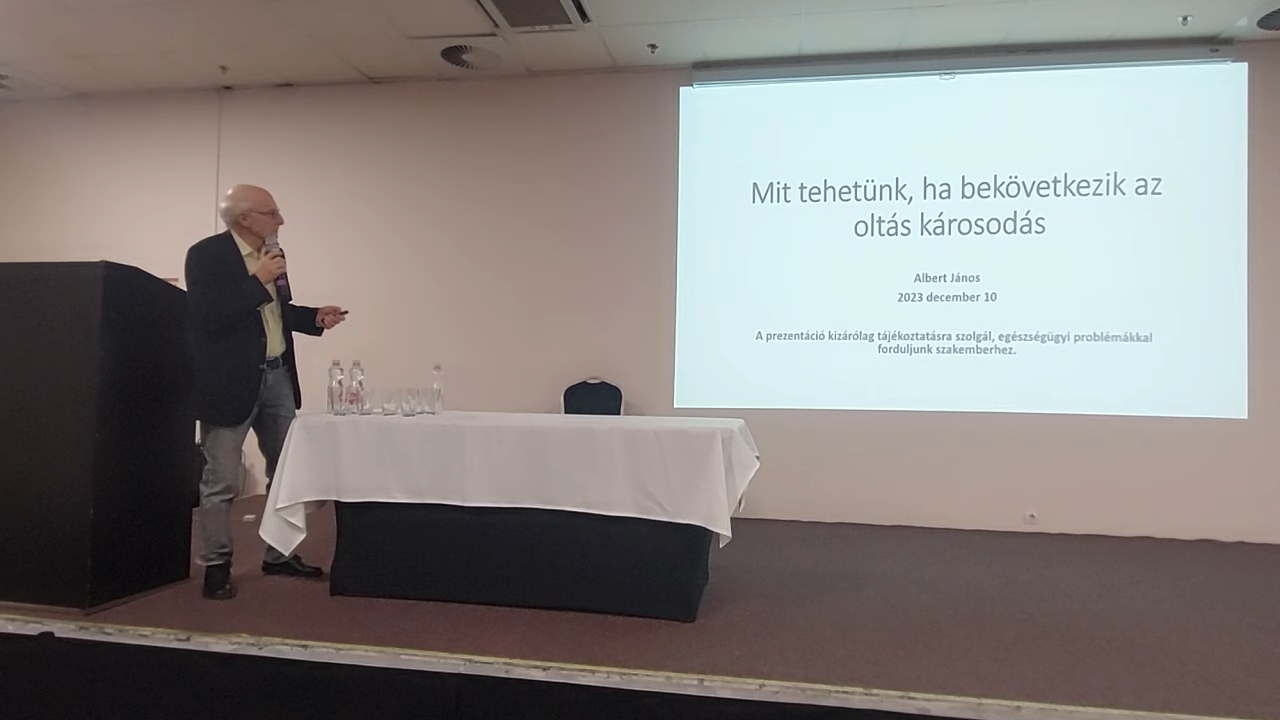 Mit tehetünk, ha bekövetkezik az
oltás károsodás
Albert János
2023 december 10
A prezentáció kizárólag tájékoztatásra szolgál, egészségügyi problémákkal
forduljunk szakemberhez.